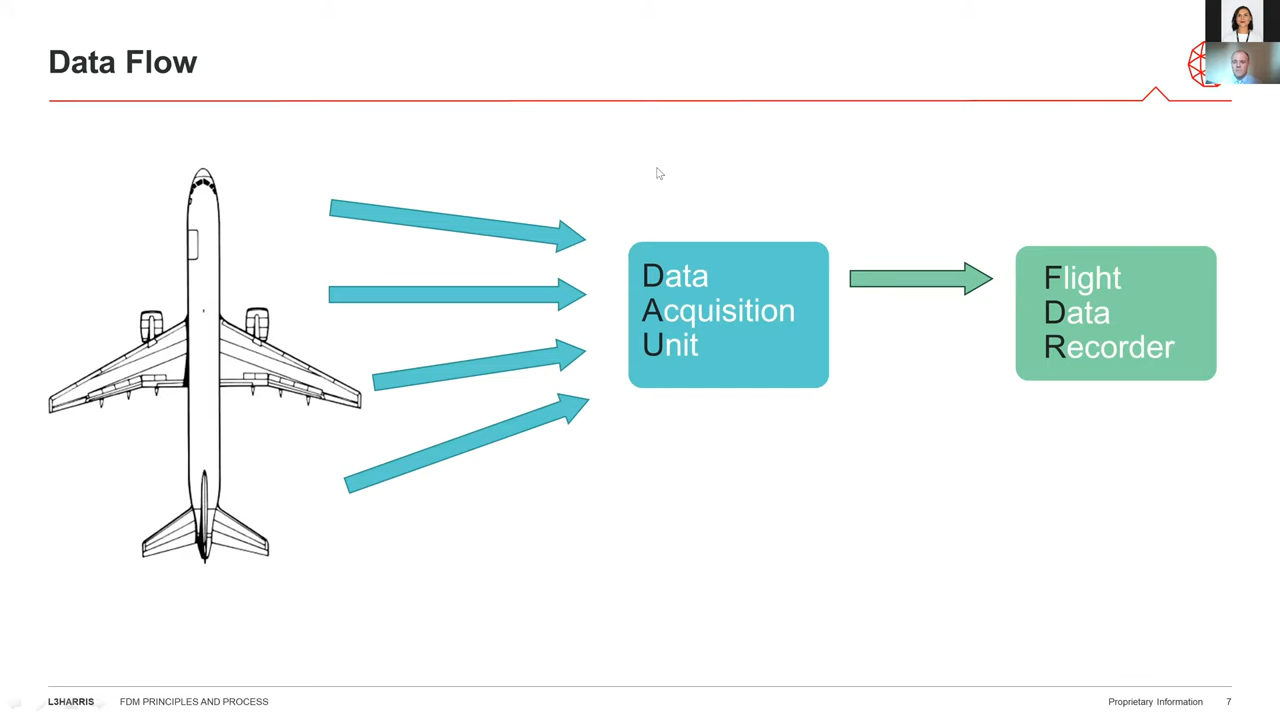 Data Flow
Data
Acquisition
Unit
Flight
Data
Recorder
L3HARRIS FDM PRINCIPLES AND PROCESS Proprietary Information 7